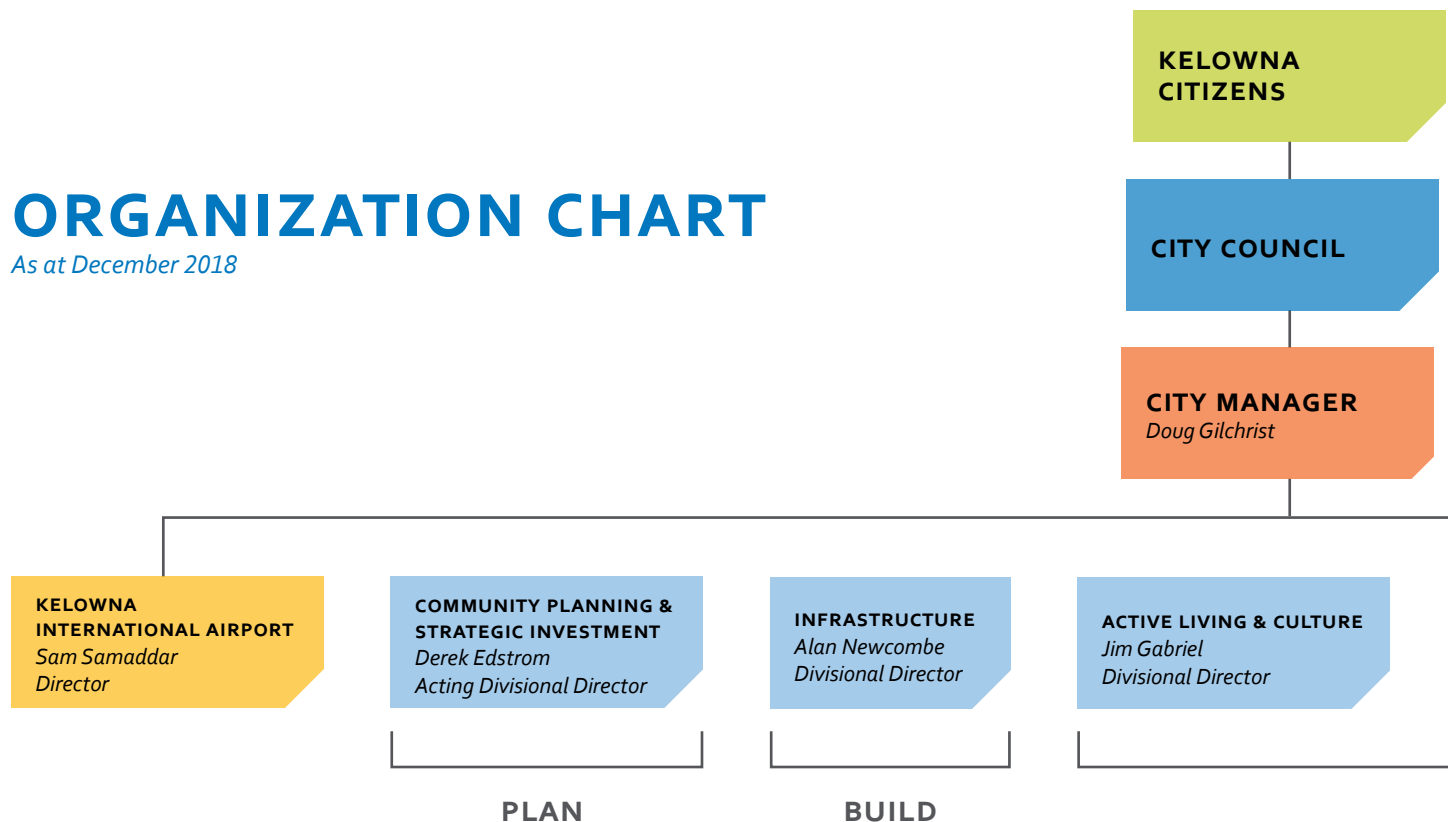 KELOWNA
CITIZENS
ORGANIZATION CHART
As at December 2018
CITY COUNCIL
CITY MANAGER
Doug Gilchrist
KELOWNA
INTERNATIONAL AIRPORT
Sam Samaddar
Director
COMMUNITY PLANNING &
STRATEGIC INVESTMENT
Derek Edstrom
Acting Divisional Director
INFRASTRUCTURE
Alan Newcombe
Divisional Director
ACTIVE LIVING & CULTURE
Jim Gabriel
Divisional Director
PLAN
BUILD